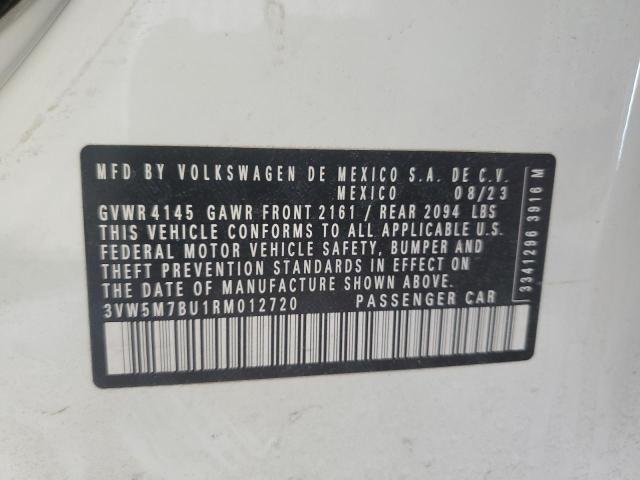 MFD BY VOLKSWAGEN DE MEXICO S.A. DE C.V.
MEXICO 08/23
GVWR 4145 GAWR FRONT 2161 / REAR 2094 LBS
THIS VEHICLE CONFORMS TO ALL APPLICABLE U.S.
FEDERAL MOTOR VEHICLE SAFETY, BUMPER AND
THEFT PREVENTION STANDARDS IN EFFECT ON
THE DATE OF MANUFACTURE SHOWN ABOVE.
3VW5M7BU1RM012720 PASSENGER CAR
3341296 3916 M